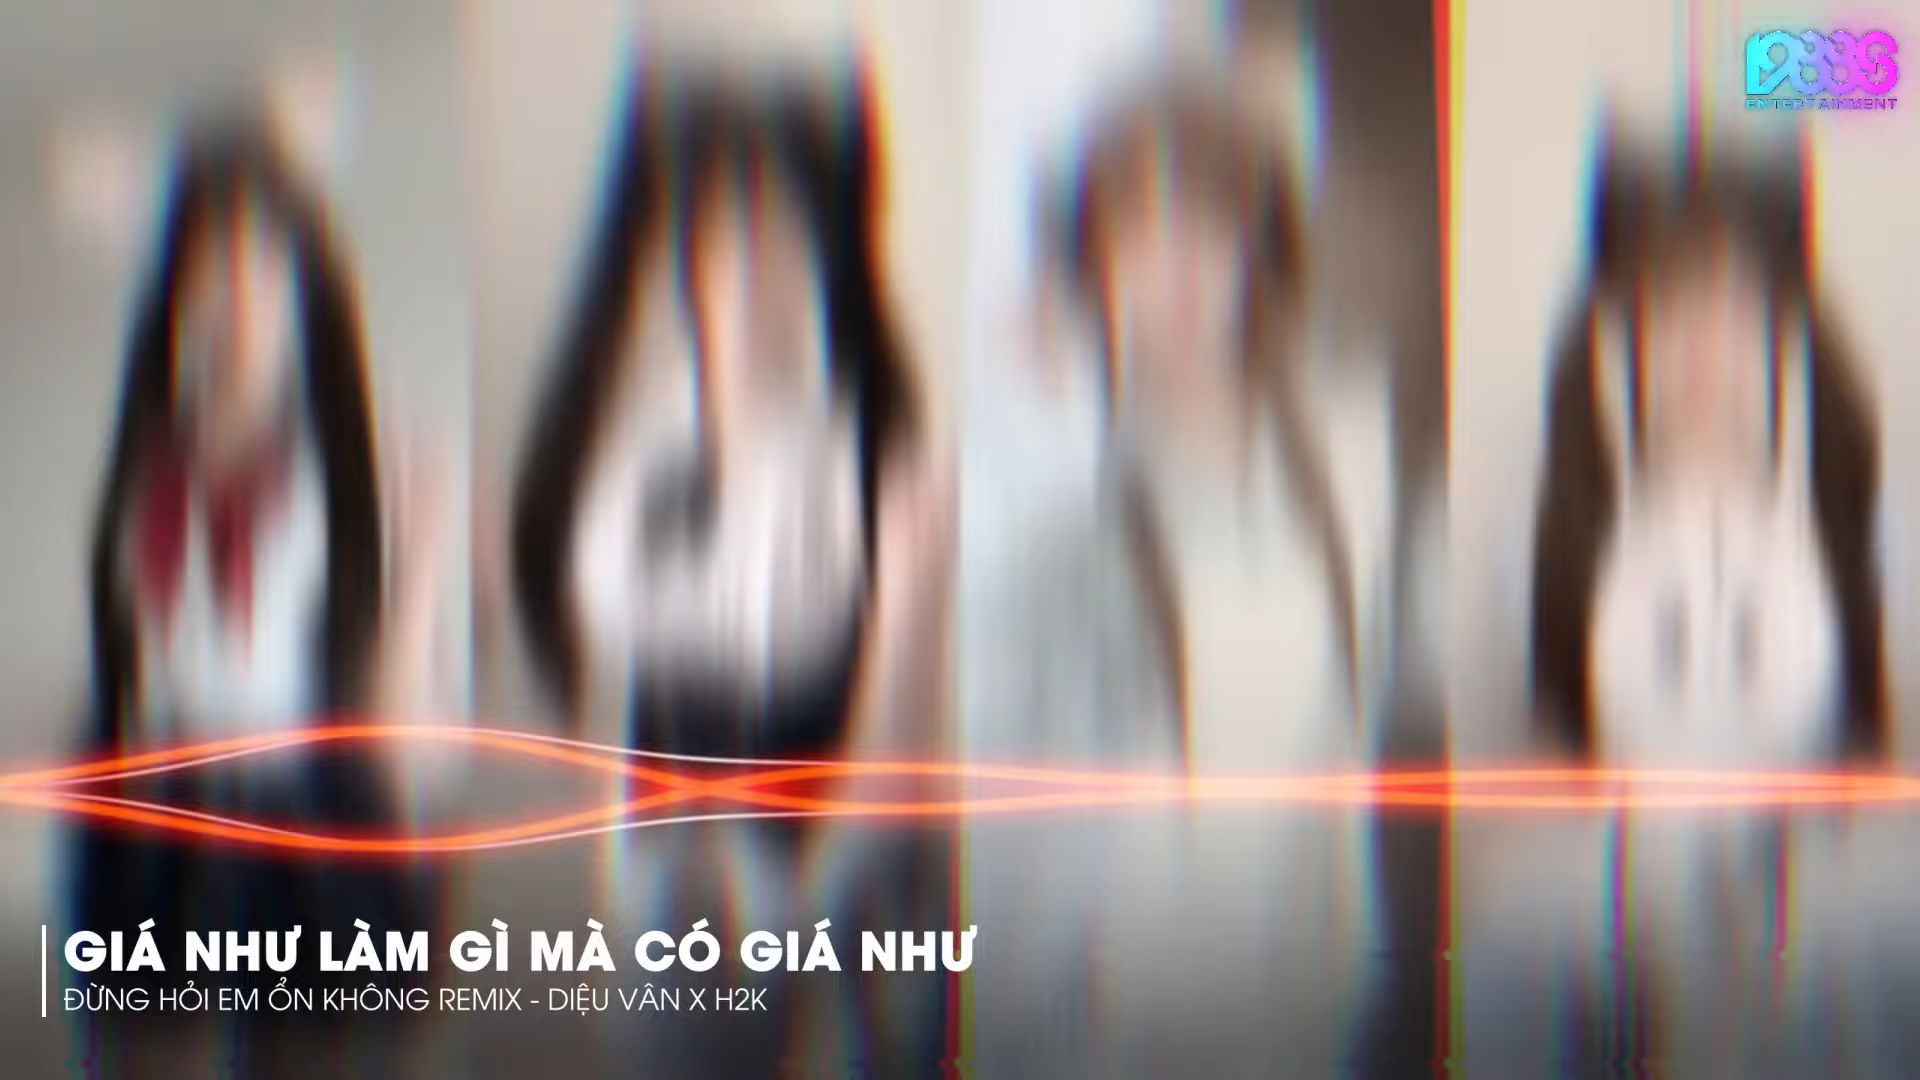 1988S
ENTERTAINMENT
GIÁ NHƯ LÀM GÌ MÀ CÓ GIÁ NHƯ
ĐỪNG HỎI EM ỔN KHÔNG REMIX - DIỆU VÂN X H2K